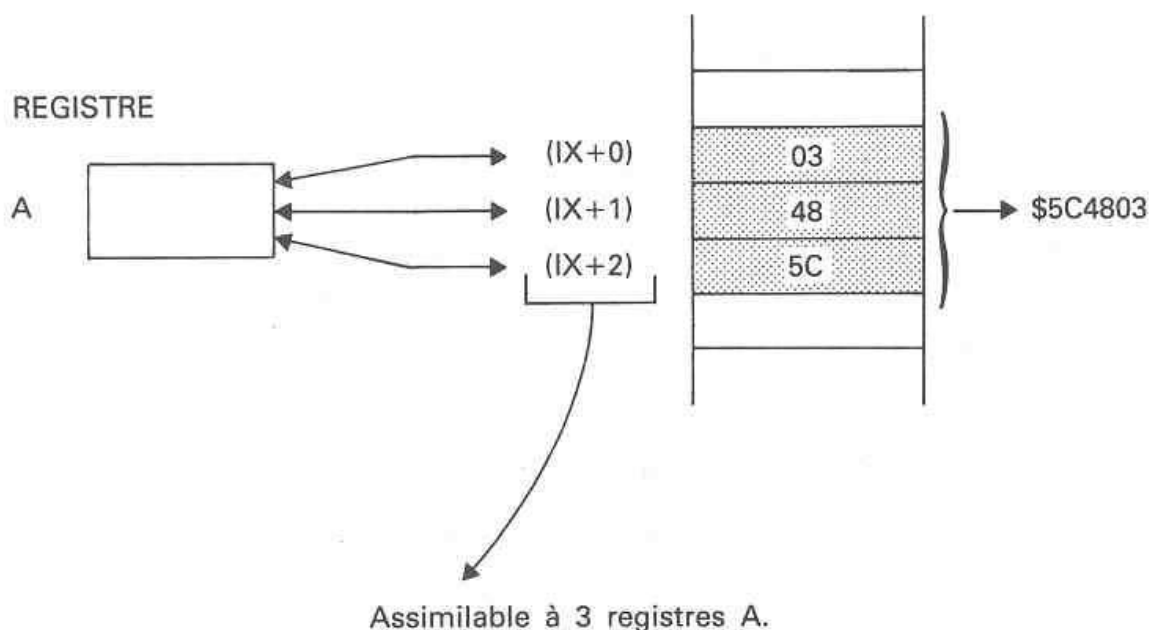 REGISTRE
(IX+0) 03
A (IX+1) 48 $5C4803
(IX+2) 5C
Assimilable à 3 registres A.